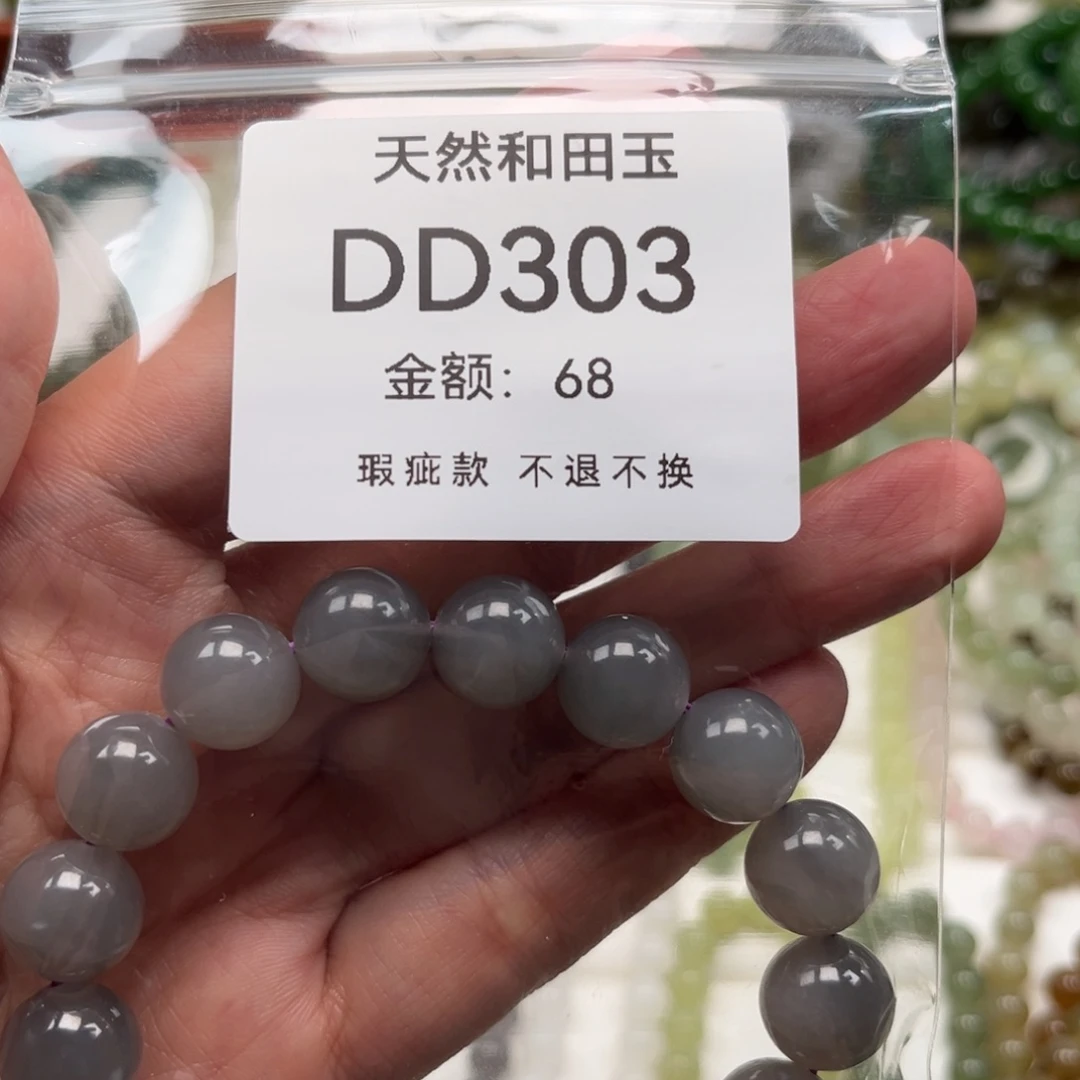 天然和田玉
DD303
金额：68
瑕疵款 不退不换